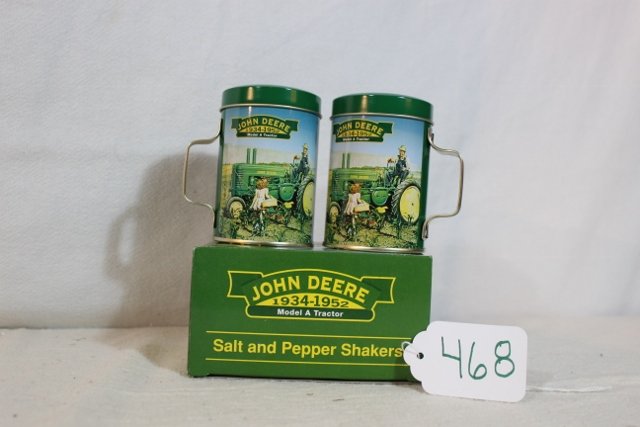 JOHN DEERE
1934-1952
Model A Tractor
JOHN DEERE
1934-1952
Model A Tractor
JOHN DEERE
1934-1952
Model A Tractor
Salt and Pepper Shakers
468